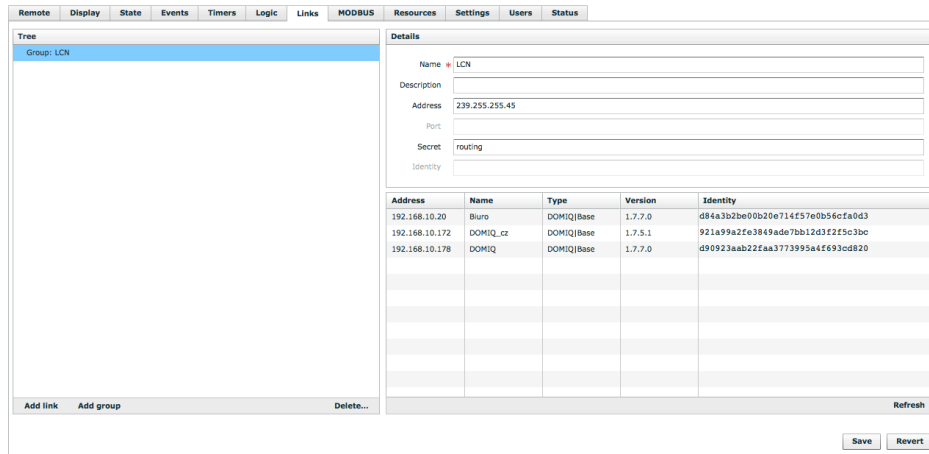 Remote Display State Events Timers Logic Links MODBUS Resources Settings Users Status
Tree
Group: LCN
Add link Add group Delete...
Details
Name * LCN
Description
Address 239.255.255.45
Port
Secret routing
Identity
Address Name Type Version Identity
192.168.10.20 Biuro DOMIQ|Base 1.7.7.0 d84a3b2be00b20e714f57e0b56cfa0d3
192.168.10.172 DOMIQ_cz DOMIQ|Base 1.7.5.1 921a99a2fe3849ade7bb12d3f2f5c3bc
192.168.10.178 DOMIQ DOMIQ|Base 1.7.7.0 d90923aab22faa3773995a4f693cd820
Refresh
Save Revert